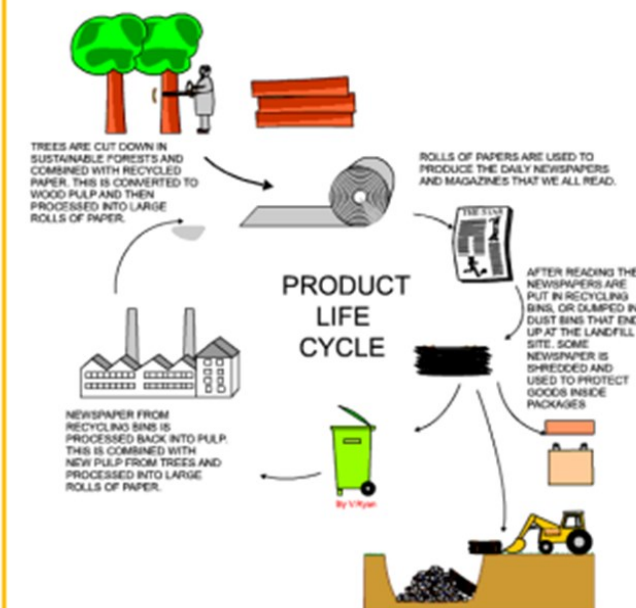 TREES ARE CUT DOWN IN
SUSTAINABLE FORESTS AND
COMBINED WITH RECYCLED
PAPER. THIS IS CONVERTED TO
WOOD PULP AND THEN
PROCESSED INTO LARGE
ROLLS OF PAPER.
ROLLS OF PAPERS ARE USED TO
PRODUCE THE DAILY NEWSPAPERS
AND MAGAZINES THAT WE ALL READ.
THE STAR
PRODUCT
LIFE
CYCLE
AFTER READING THE
NEWSPAPERS ARE
PUT IN RECYCLING
BINS, OR DUMPED IN
DUST BINS THAT END
UP AT THE LANDFILL
SITE. SOME
NEWSPAPER IS
SHREDDED AND
USED TO PROTECT
GOODS INSIDE
PACKAGES
NEWSPAPER FROM
RECYCLING BINS IS
PROCESSED BACK INTO PULP.
THIS IS COMBINED WITH
NEW PULP FROM TREES AND
PROCESSED INTO LARGE
ROLLS OF PAPER.
By V.Ryan